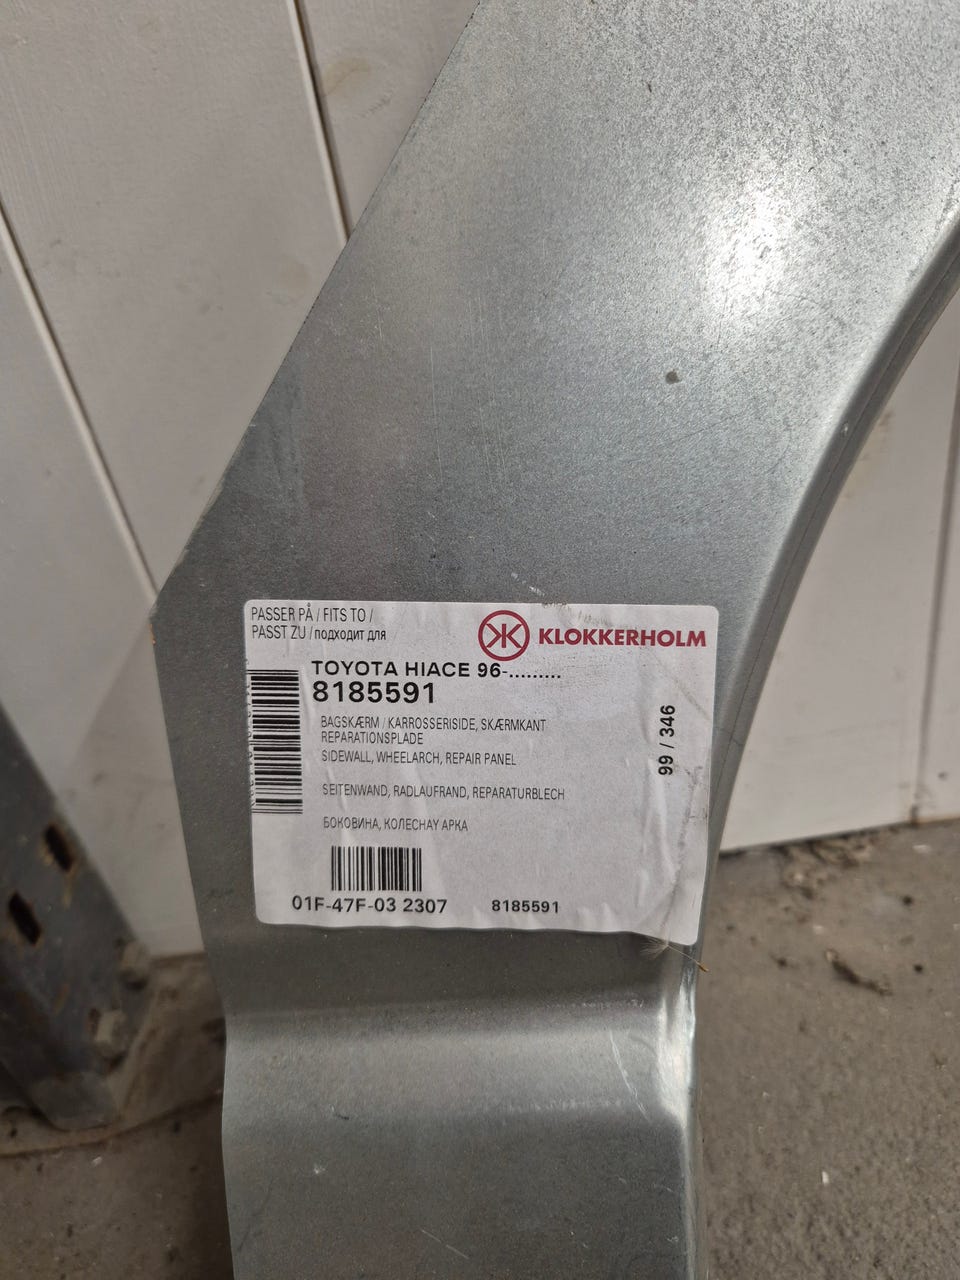 PASSER PÅ / FITS TO /
PASST ZU / подходит для
KLOKKERHOLM
TOYOTA HIACE 96-.........
8185591
BAGSKÆRM / KARROSSERISIDE, SKÆRMKANT
REPARATIONSPLADE
SIDEWALL, WHEELARCH, REPAIR PANEL
SEITENWAND, RADLAUFRAND, REPARATURBLECH
БОКОВИНА, КОЛЕСНАY АРКА
99 / 346
01F-47F-03 2307
8185591